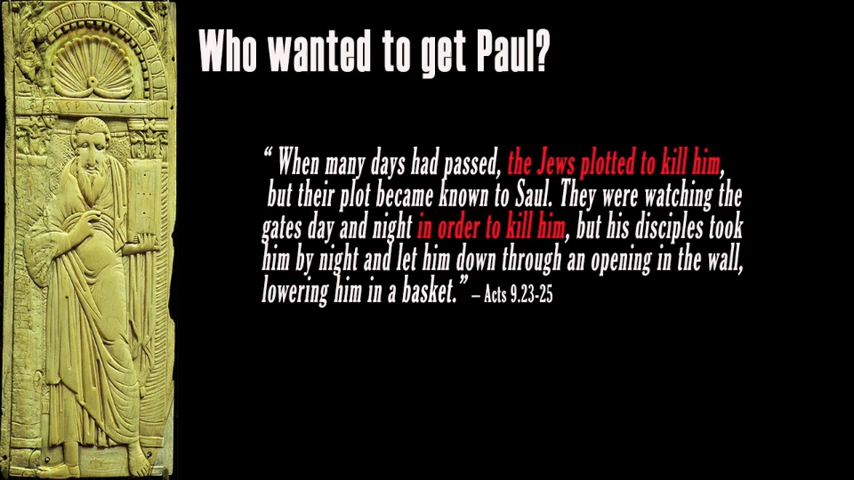 Who wanted to get Paul?
“ When many days had passed, the Jews plotted to kill him,
but their plot became known to Saul. They were watching the
gates day and night in order to kill him, but his disciples took
him by night and let him down through an opening in the wall,
lowering him in a basket.” – Acts 9.23-25